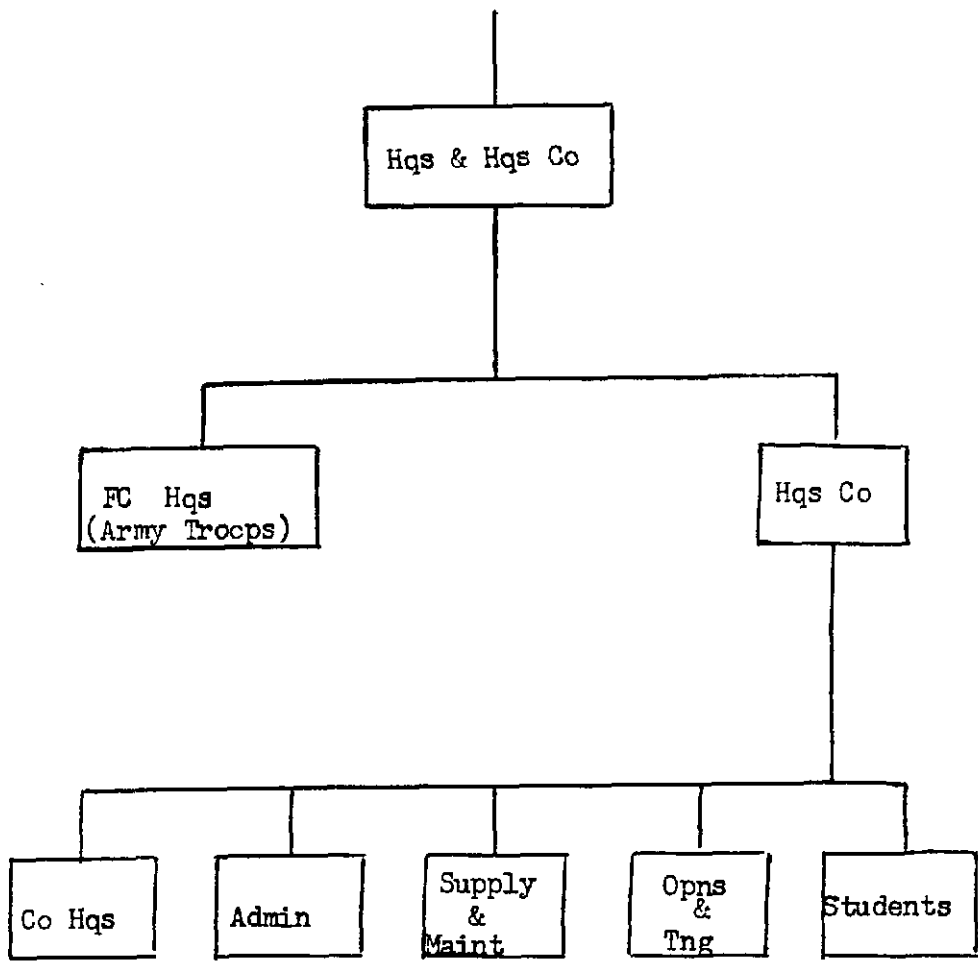 Hqs & Hqs Co
FC Hqs
(Army Trocps)
Hqs Co
Co Hqs
Admin
Supply
&
Maint
Opns
&
Tng
Students